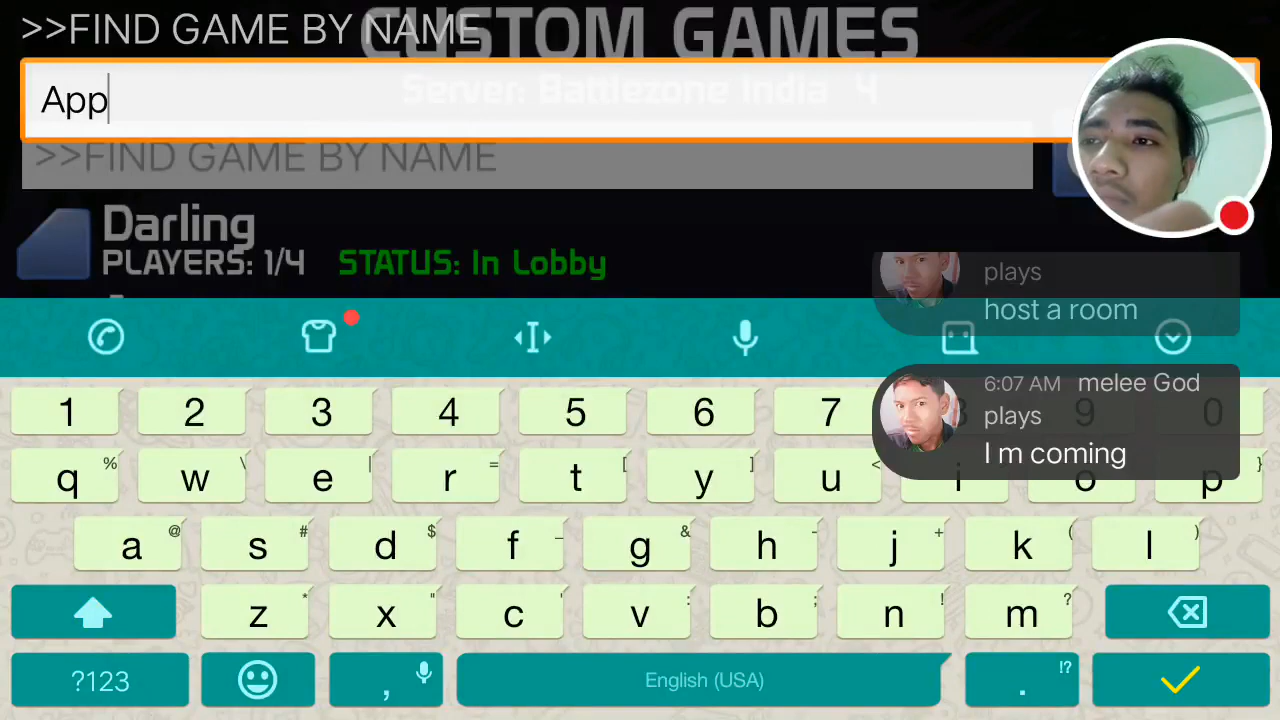 CUSTOM GAMES
>>FIND GAME BY NAME
Server: Battlezone India 4
App
>>FIND GAME BY NAME
Darling
PLAYERS: 1/4 STATUS: In Lobby
plays
host a room
6:07 AM melee God
plays
I m coming
1 2 3 4 5 6 7 9 0
q % w \ e | r = t [ y ] u < i o p }
a @ s # d $ f _ g & h - j + k ( l )
z * x " c ' v : b ; n ! m ?
?123 , English (USA) . !?